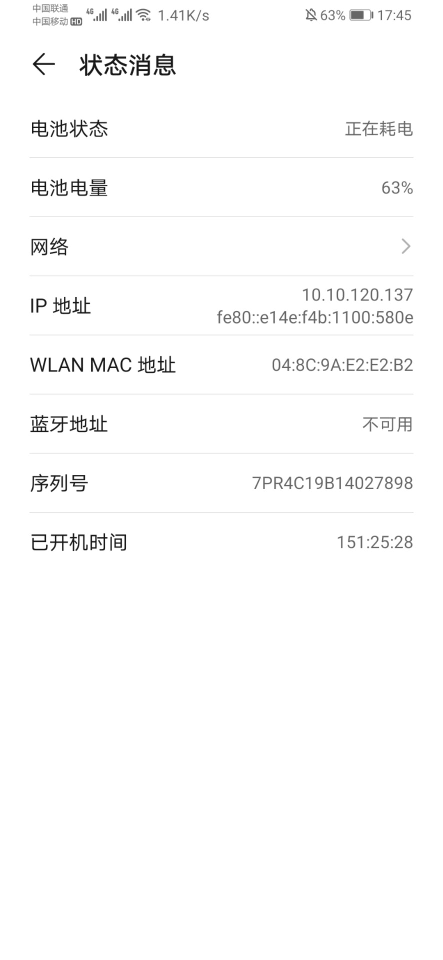 中国联通
中国移动 HD 4G 4G 1.41K/s 63% 17:45
状态消息
电池状态 正在耗电
电池电量 63%
网络
IP 地址 10.10.120.137
fe80::e14e:f4b:1100:580e
WLAN MAC 地址 04:8C:9A:E2:E2:B2
蓝牙地址 不可用
序列号 7PR4C19B14027898
已开机时间 151:25:28